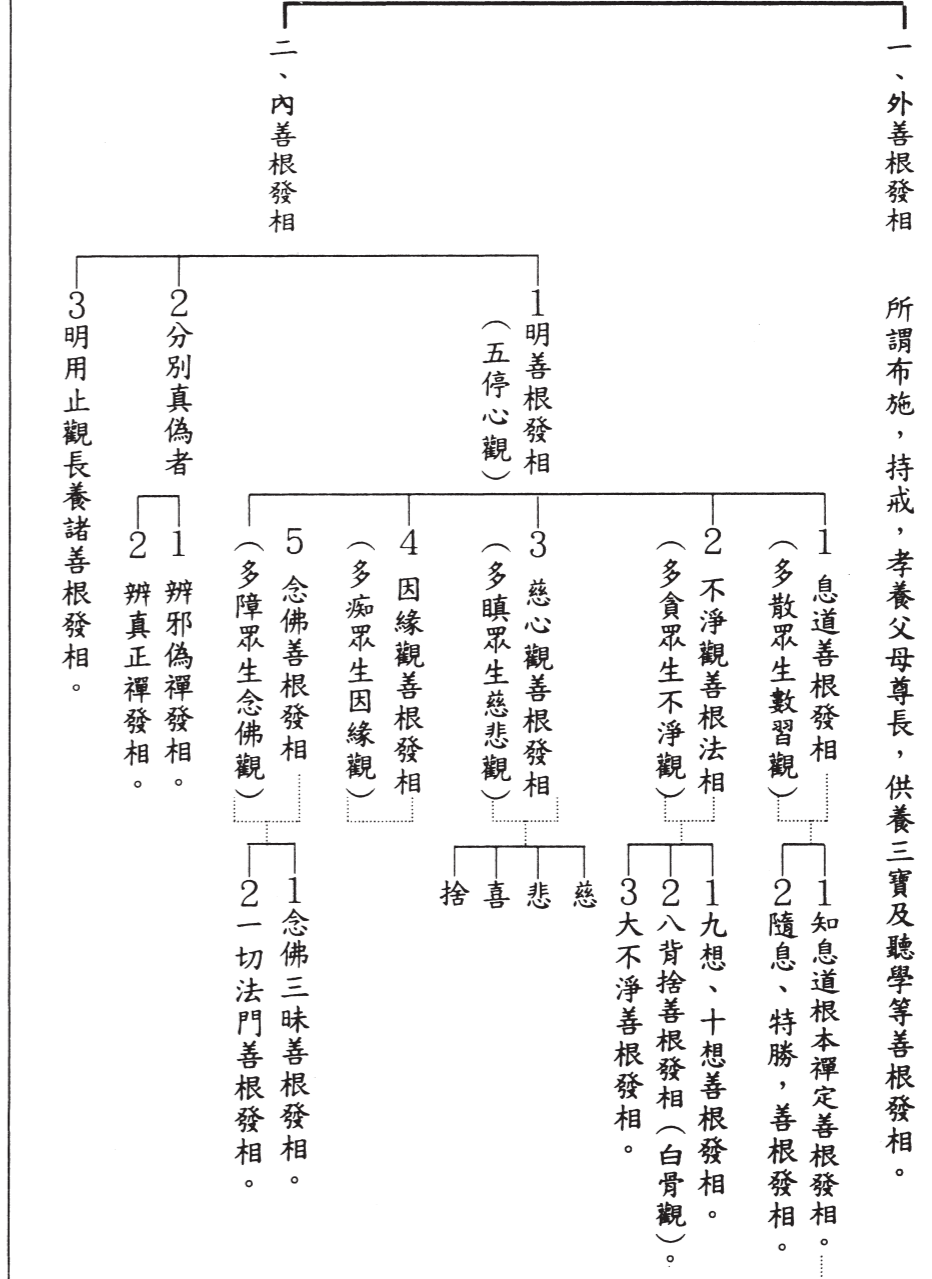 一、外善根發相　所謂布施，持戒，孝養父母尊長，供養三寶及聽學等善根發相。
二、內善根發相
1明善根發相
（五停心觀）
1 息道善根發相
（多散眾生數習觀）
1知息道根本禪定善根發相。
2隨息、特勝，善根發相。
2 不淨觀善根法相
（多貪眾生不淨觀）
1九想、十想善根發相。
2八背捨善根發相（白骨觀）。
3大不淨善根發相。
3 慈心觀善根發相
（多瞋眾生慈悲觀）
慈
悲
喜
捨
4 因緣觀善根發相
（多痴眾生因緣觀）
5 念佛善根發相
（多障眾生念佛觀）
1念佛三昧善根發相。
2一切法門善根發相。
2分別真偽者
1 辨邪偽禪發相。
2 辨真正禪發相。
3明用止觀長養諸善根發相。